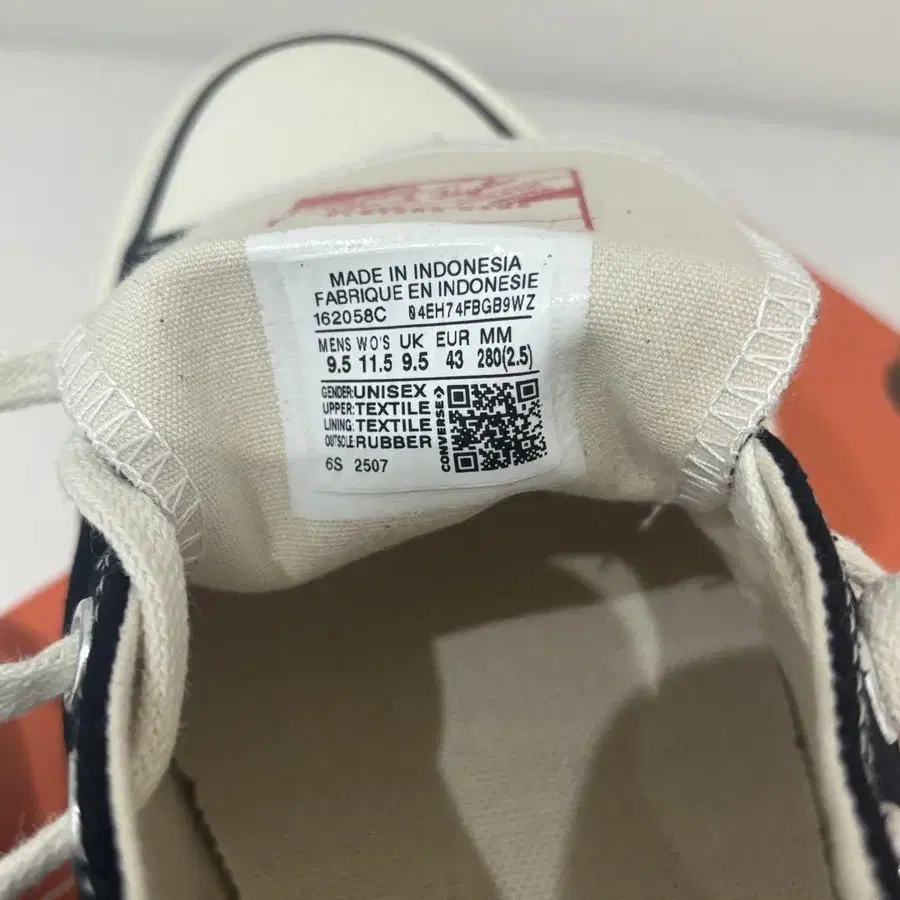 MADE IN INDONESIA
FABRIQUE EN INDONESIE
162058C 04EH74FBGB9WZ
MENS WO'S UK EUR MM
9.5 11.5 9.5 43 280(2.5)
GENDER:UNISEX
UPPER:TEXTILE
LINING:TEXTILE
OUTSOLE:RUBBER
CONVERSE
6S 2507